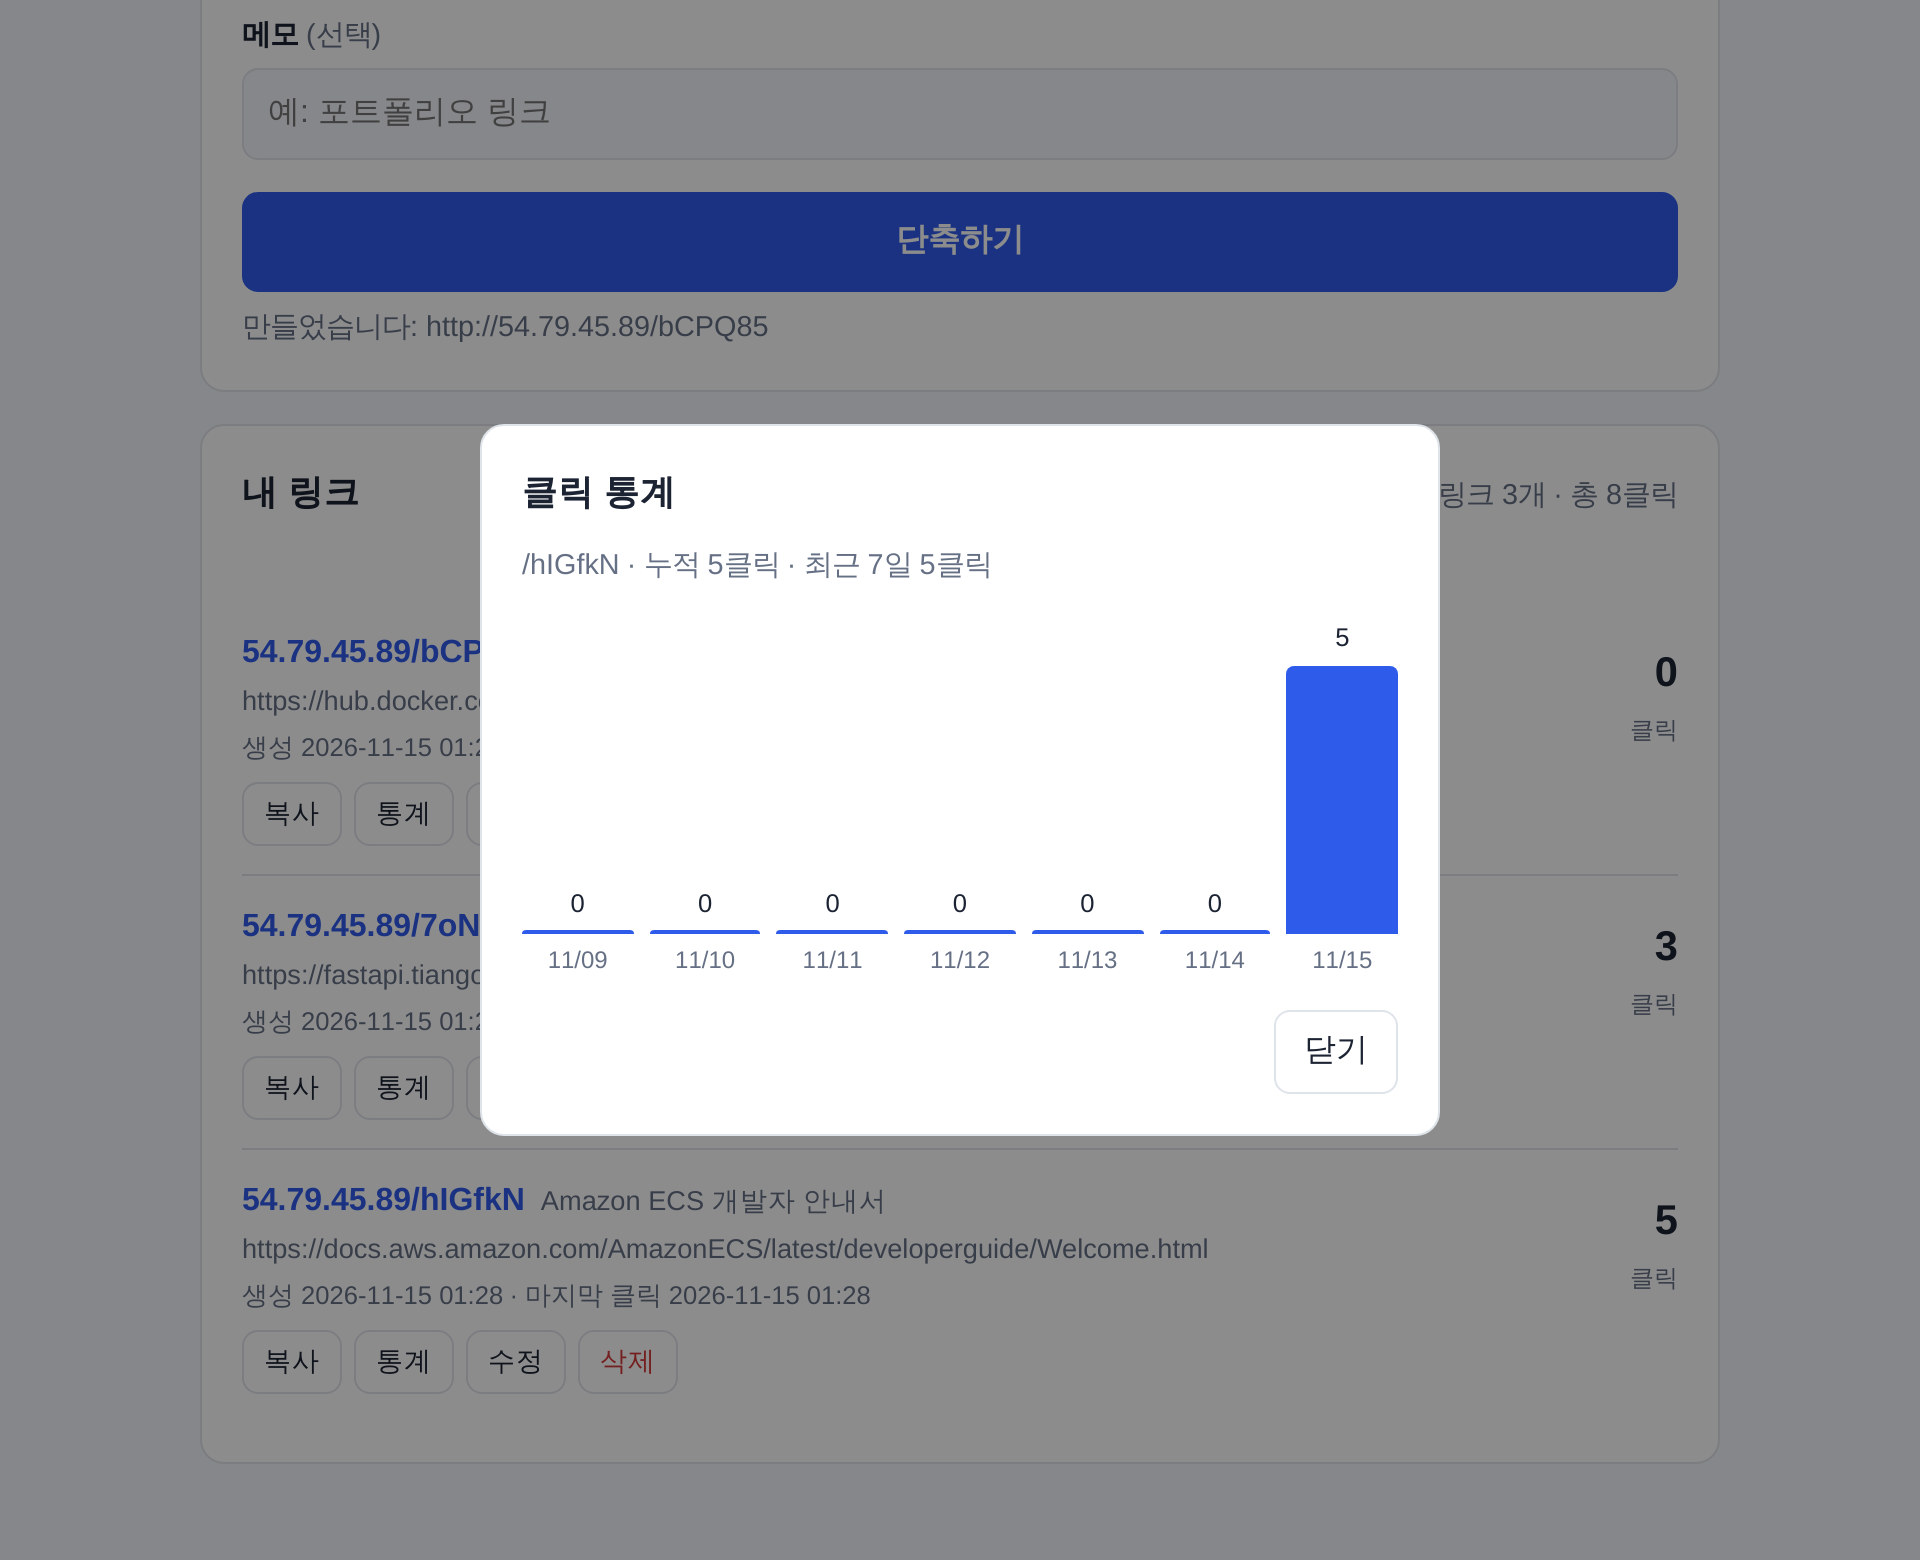 메모 (선택)
예: 포트폴리오 링크
단축하기
만들었습니다: http://54.79.45.89/bCPQ85
내 링크
링크 3개 · 총 8클릭
클릭 통계
/hIGfkN · 누적 5클릭 · 최근 7일 5클릭
5
0 0 0 0 0 0
11/09 11/10 11/11 11/12 11/13 11/14 11/15
닫기
54.79.45.89/bCP
https://hub.docker.c
생성 2026-11-15 01:2
복사 통계
0
클릭
54.79.45.89/7oN
https://fastapi.tiango
생성 2026-11-15 01:2
복사 통계
3
클릭
54.79.45.89/hIGfkN Amazon ECS 개발자 안내서
https://docs.aws.amazon.com/AmazonECS/latest/developerguide/Welcome.html
생성 2026-11-15 01:28 · 마지막 클릭 2026-11-15 01:28
복사 통계 수정 삭제
5
클릭